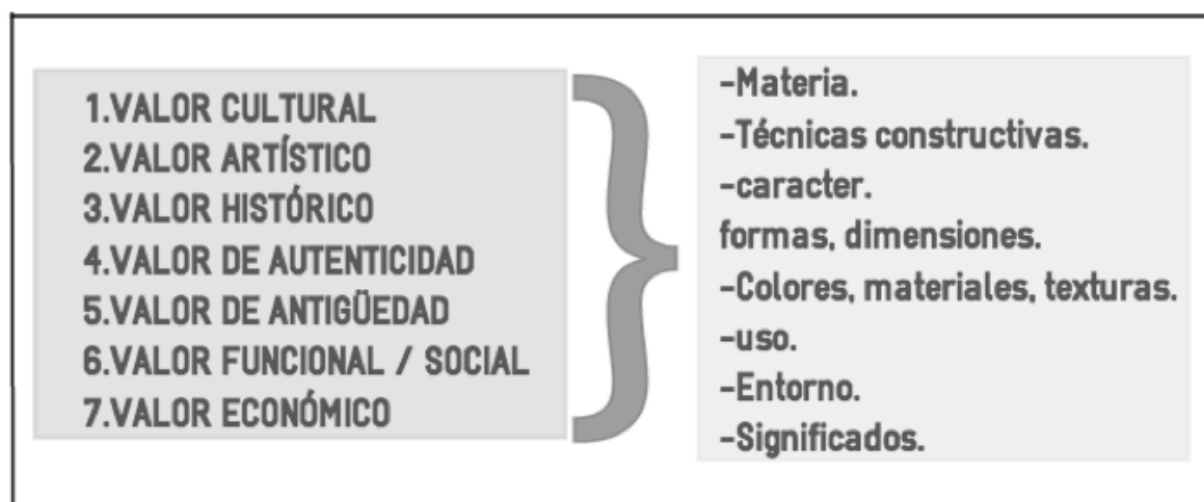 1.VALOR CULTURAL
2.VALOR ARTÍSTICO
3.VALOR HISTÓRICO
4.VALOR DE AUTENTICIDAD
5.VALOR DE ANTIGÜEDAD
6.VALOR FUNCIONAL / SOCIAL
7.VALOR ECONÓMICO
-Materia.
-Técnicas constructivas.
-caracter.
formas, dimensiones.
-Colores, materiales, texturas.
-uso.
-Entorno.
-Significados.